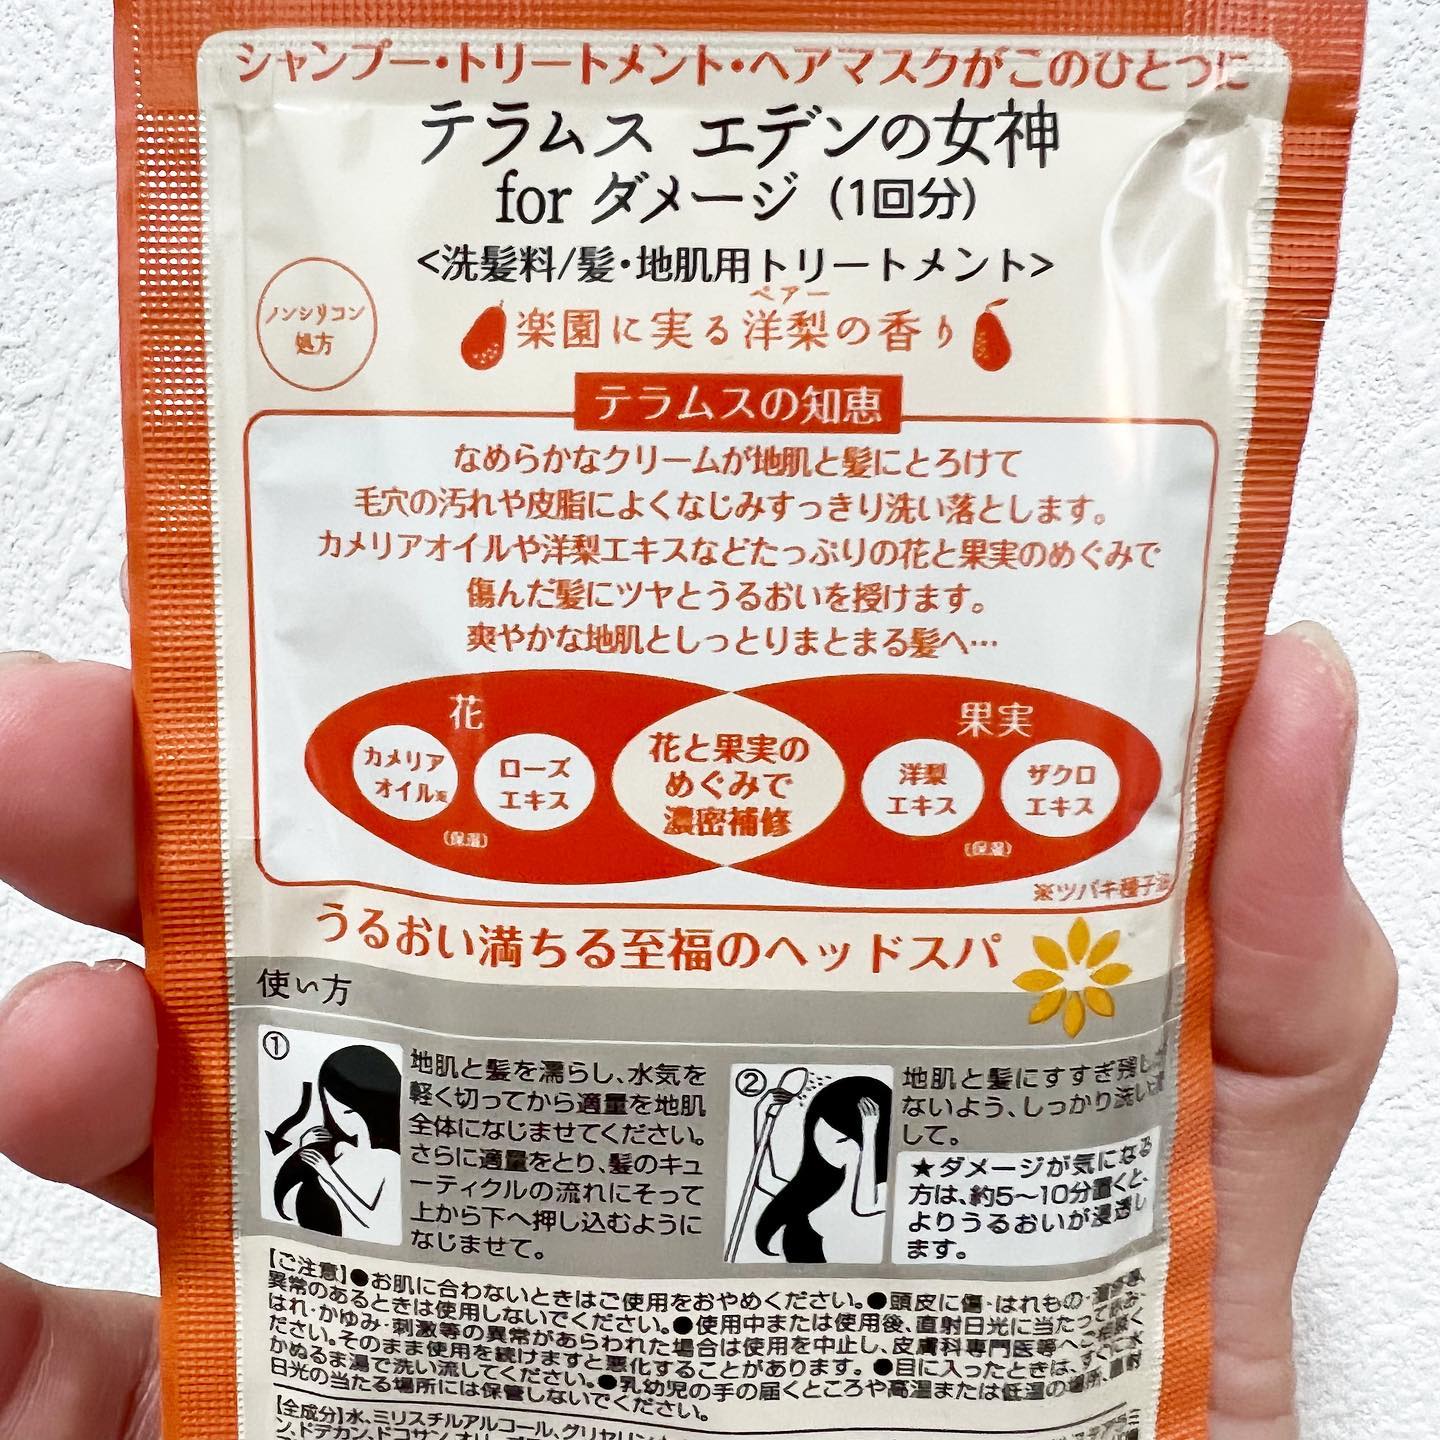 シャンプー・トリートメント・ヘアマスクがこのひとつに
テラムス エデンの女神
for ダメージ (1回分)
<洗髪料/髪・地肌用トリートメント>
ノンシリコン
処方
ペアー
楽園に実る洋梨の香り
テラムスの知恵
なめらかなクリームが地肌と髪にとろけて
毛穴の汚れや皮脂によくなじみすっきり洗い落とします。
カメリアオイルや洋梨エキスなどたっぷりの花と果実のめぐみで
傷んだ髪にツヤとうるおいを授けます。
爽やかな地肌としっとりまとまる髪へ…
花
カメリア
オイル※
ローズ
エキス
(保湿)
花と果実の
めぐみで
濃密補修
果実
洋梨
エキス
ザクロ
エキス
(保湿)
※ツバキ種子油
うるおい満ちる至福のヘッドスパ
使い方
①
地肌と髪を濡らし、水気を
軽く切ってから適量を地肌
全体になじませてください。
さらに適量をとり、髪のキュ
ーティクルの流れにそって
上から下へ押し込むように
なじませて。
②
地肌と髪にすすぎ残し
ないよう、しっかり洗い
して。
★ダメージが気になる
方は、約5〜10分置くと、
よりうるおいが浸透し
ます。
【ご注意】●お肌に合わないときはご使用をおやめください。●頭皮に傷・はれもの・
異常のあるときは使用しないでください。●使用中または使用後、直射日光に当たって
はれ・かゆみ・刺激等の異常があらわれた場合は使用を中止し、皮膚科専門医等へご相談く
ださい。そのまま使用を続けますと悪化することがあります。●目に入ったときは、すぐに水
かぬるま湯で洗い流してください。●乳幼児の手の届くところや高温または低温の場所、直射
日光の当たる場所には保管しないでください。
【全成分】水、ミリスチルアルコール、グリセリン
ン、ドデカン、ドコサン